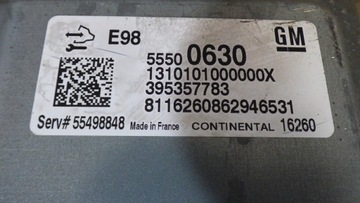 E98
GM
5550 0630
1310101000000X
395357783
8116260862946531
Serv# 55498848 Made in France CONTINENTAL 16260